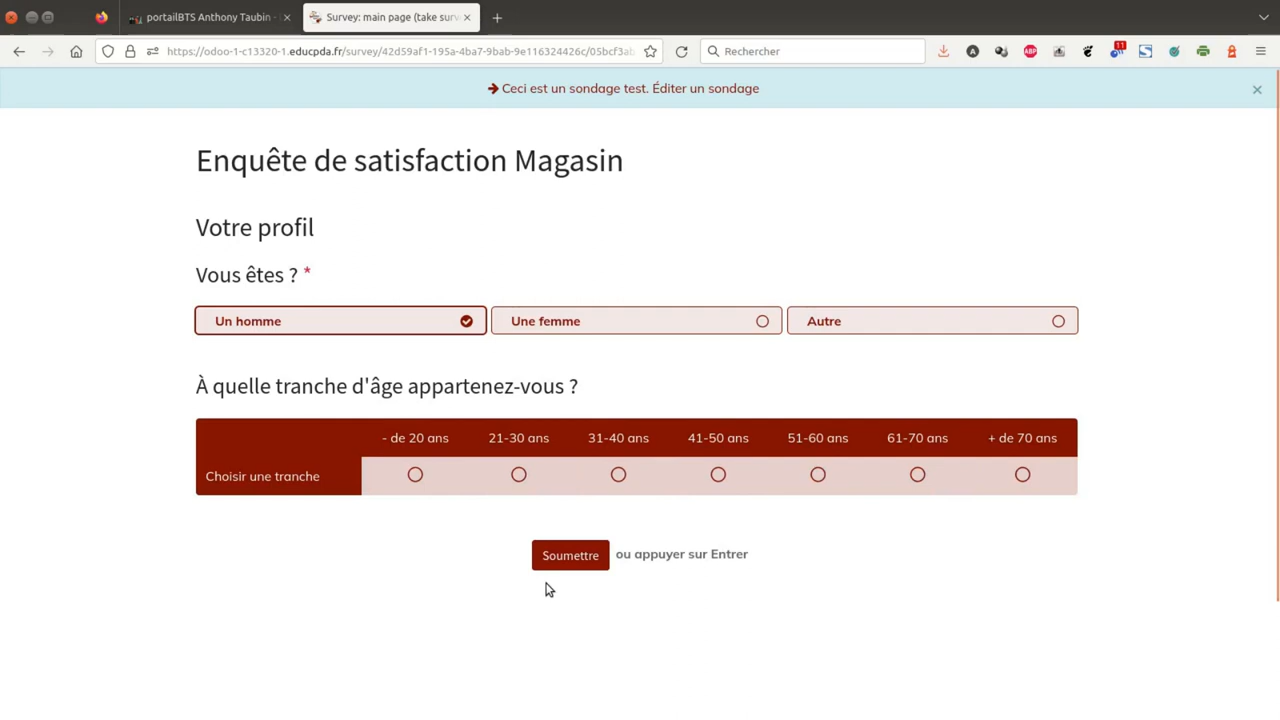 portailBTS Anthony Taubin
Survey: main page (take surv
https://odoo-1-c13320-1.educpda.fr/survey/42d59af1-195a-4ba7-9bab-9e116324426c/05bcf3ab
Rechercher
11
A
ABP
Ceci est un sondage test. Éditer un sondage
Enquête de satisfaction Magasin
Votre profil
Vous êtes ? *
Un homme
Une femme
Autre
À quelle tranche d'âge appartenez-vous ?
- de 20 ans 21-30 ans 31-40 ans 41-50 ans 51-60 ans 61-70 ans + de 70 ans
Choisir une tranche
Soumettre ou appuyer sur Entrer